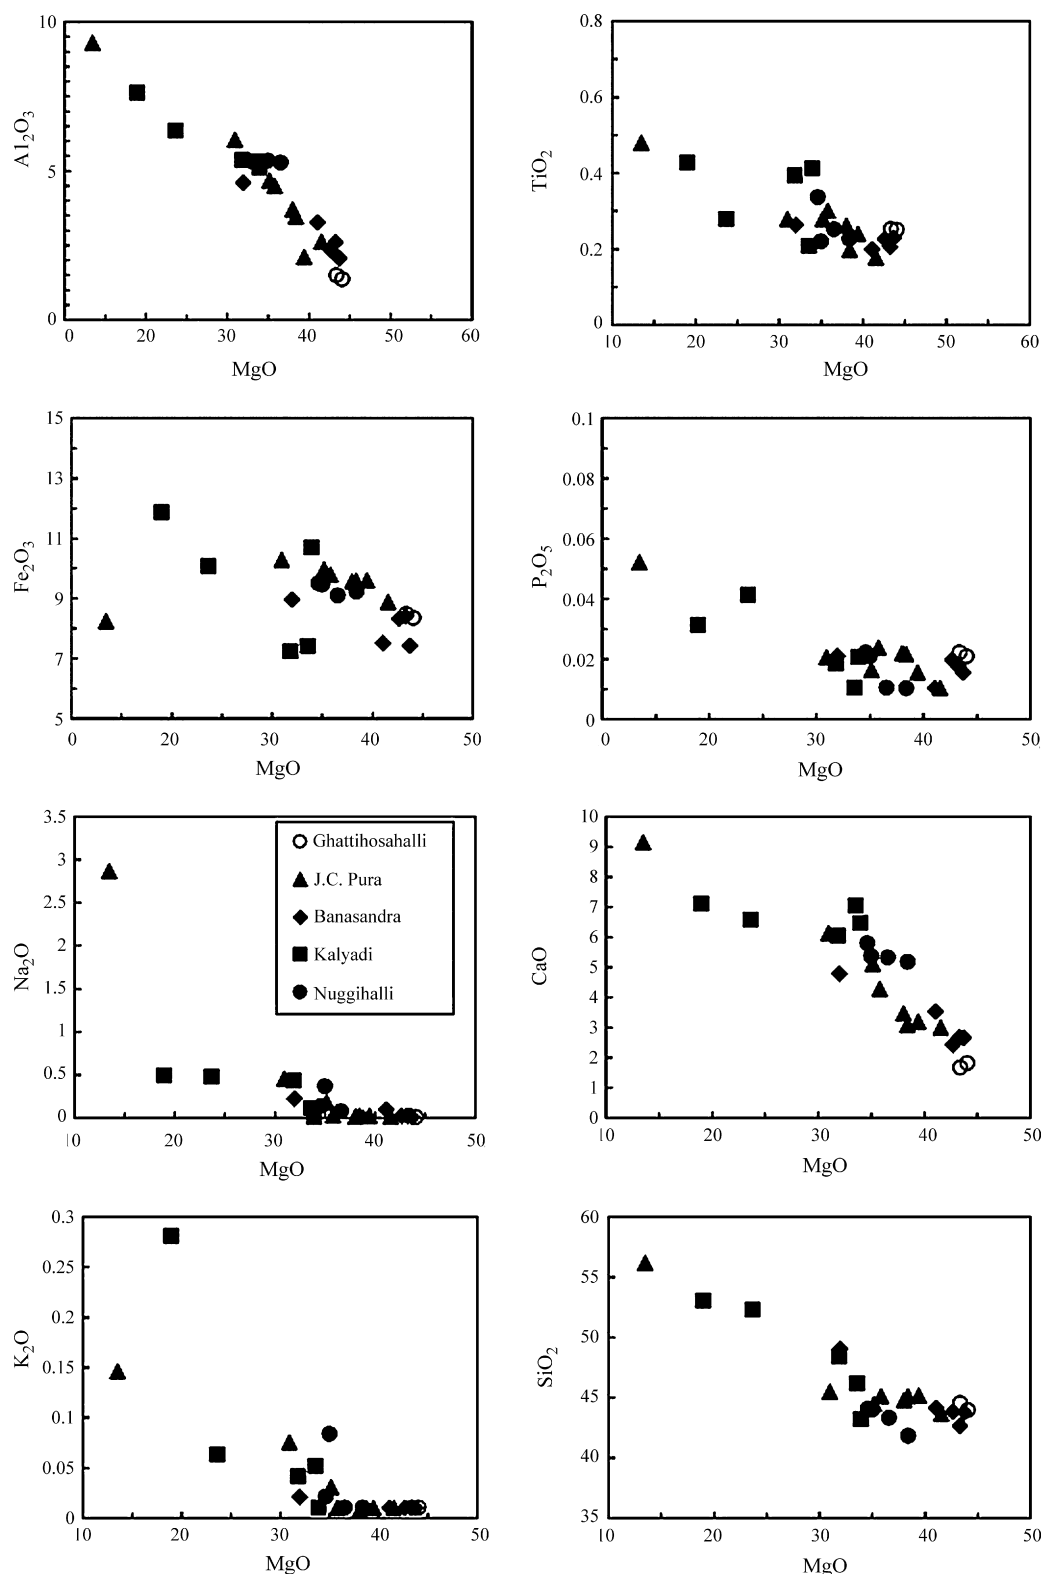 10
5
0
A1₂O₃
0 20 30 40 50 60
MgO
0.8
0.6
0.4
0.2
0
TiO₂
10 20 30 40 50 60
MgO
15
13
11
9
7
5
Fe₂O₃
0 20 30 40 50
MgO
0.1
0.08
0.06
0.04
0.02
0
P₂O₅
0 20 30 40 50
MgO
3.5
3
2.5
2
1.5
1
0.5
0
Na₂O
10 20 30 40 50
MgO
Ghattihosahalli
J.C. Pura
Banasandra
Kalyadi
Nuggihalli
10
9
8
7
6
5
4
3
2
1
0
CaO
10 20 30 40 50
MgO
0.3
0.25
0.2
0.15
0.1
0.05
0
K₂O
10 20 30 40 50
MgO
60
55
50
45
40
35
SiO₂
10 20 30 40 50
MgO